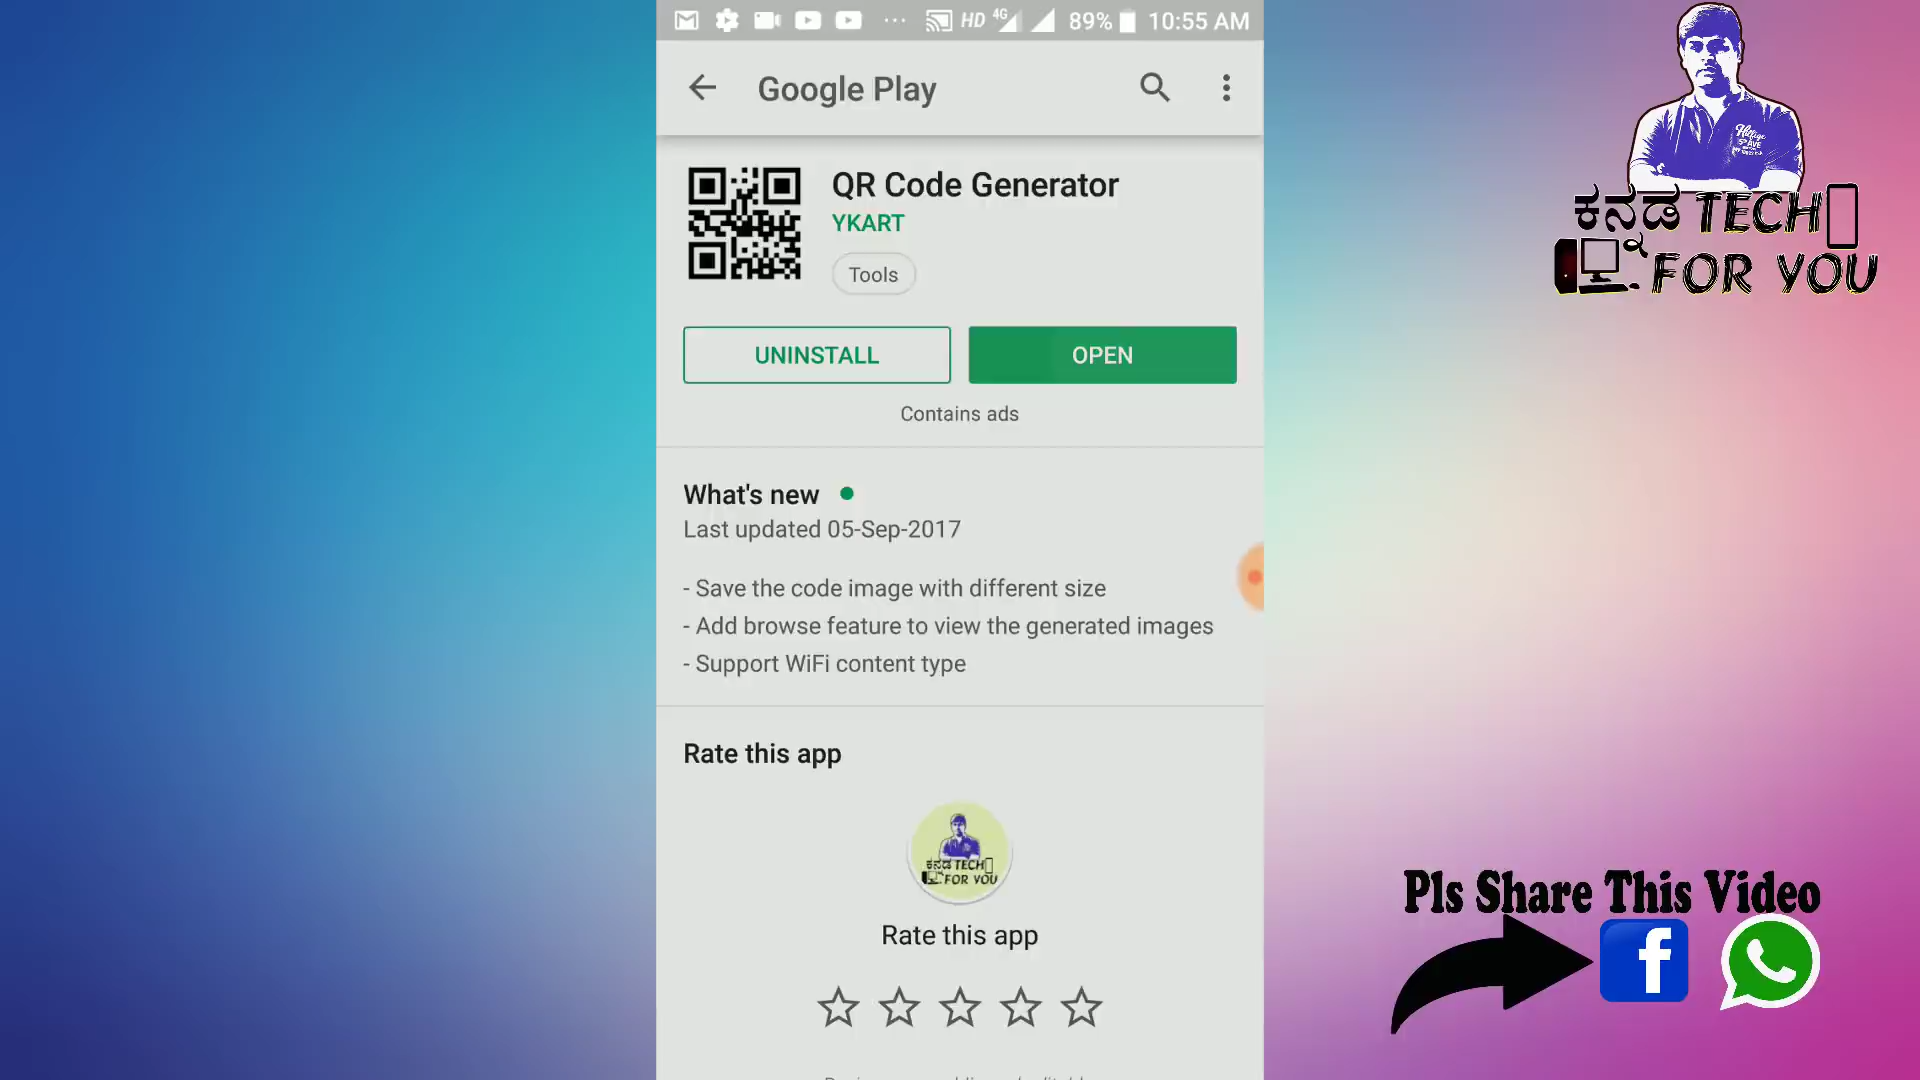 HD 4G 89% 10:55 AM
Google Play
QR Code Generator
YKART
Tools
UNINSTALL
OPEN
Contains ads
What's new
Last updated 05-Sep-2017
- Save the code image with different size
- Add browse feature to view the generated images
- Support WiFi content type
Rate this app
ಕನ್ನಡ TECH
FOR YOU
Rate this app
ಕನ್ನಡ TECH
FOR YOU
Pls Share This Video